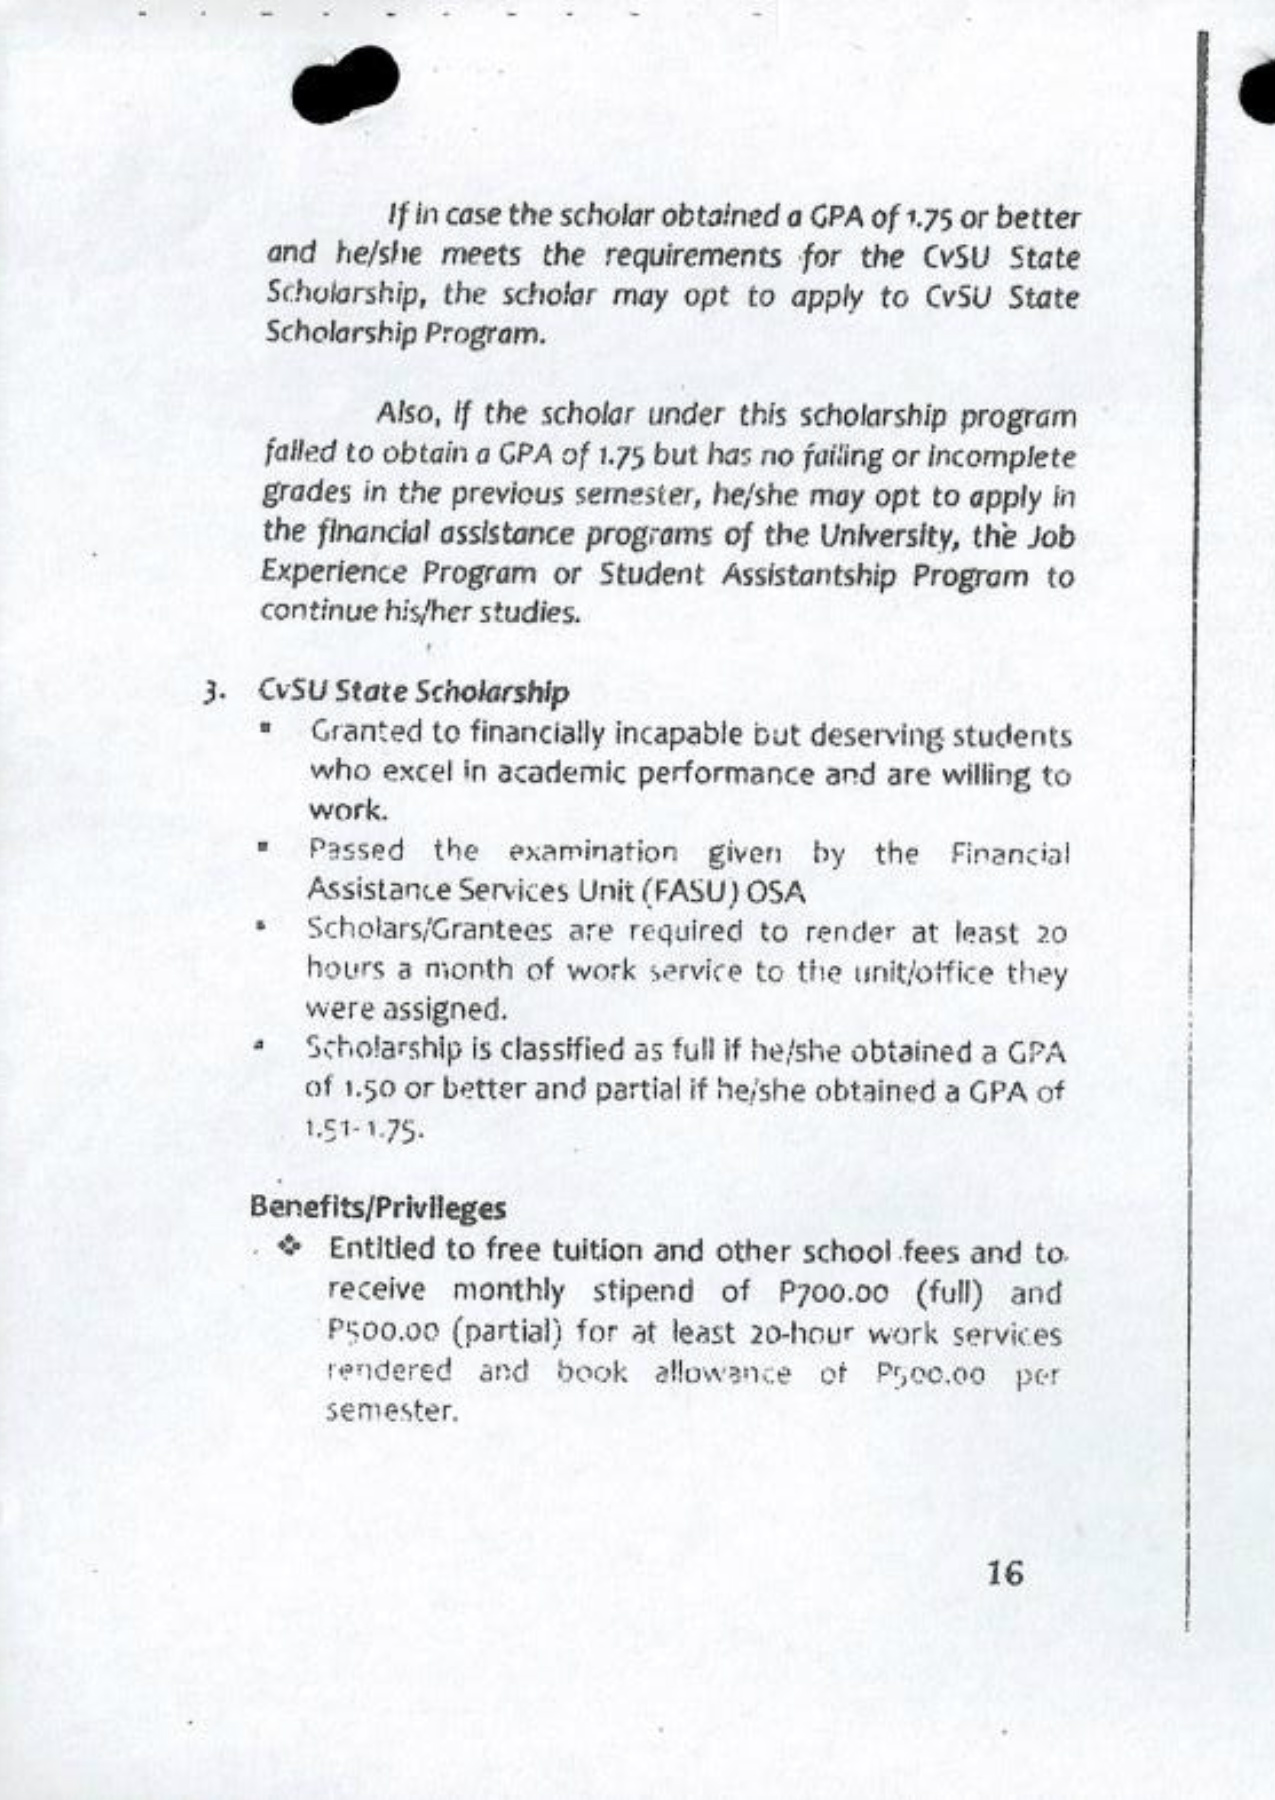 If in case the scholar obtained a GPA of 1.75 or better
and he/she meets the requirements for the CvSU State
Scholarship, the scholar may opt to apply to CvSU State
Scholarship Program.
Also, if the scholar under this scholarship program
failed to obtain a GPA of 1.75 but has no failing or incomplete
grades in the previous semester, he/she may opt to apply in
the financial assistance programs of the University, the Job
Experience Program or Student Assistantship Program to
continue his/her studies.
3. CvSU State Scholarship
▪ Granted to financially incapable but deserving students
who excel in academic performance and are willing to
work.
▪ Passed the examination given by the Financial
Assistance Services Unit (FASU) OSA
▪ Scholars/Grantees are required to render at least 20
hours a month of work service to the unit/office they
were assigned.
▪ Scholarship is classified as full if he/she obtained a GPA
of 1.50 or better and partial if he/she obtained a GPA of
1.51- 1.75.
Benefits/Privileges
❖ Entitled to free tuition and other school fees and to
receive monthly stipend of P700.00 (full) and
P500.00 (partial) for at least 20-hour work services
rendered and book allowance of P500.00 per
semester.
16